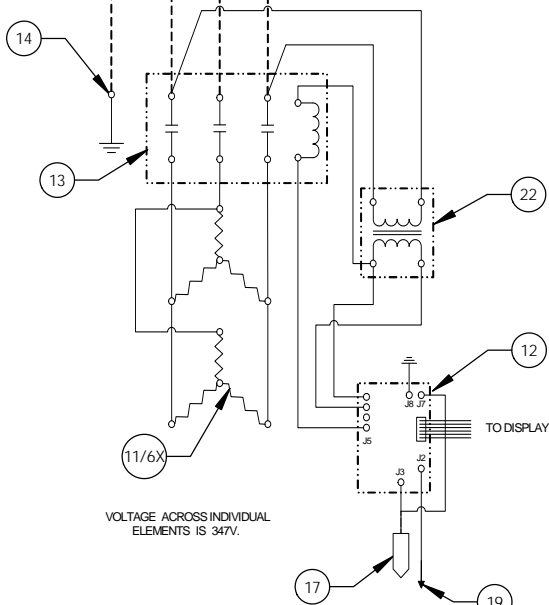 14
13
22
12
J8 J7
TO DISPLAY
J5
J2
J3
11/6X
VOLTAGE ACROSS INDIVIDUAL
ELEMENTS IS 347V.
17
19